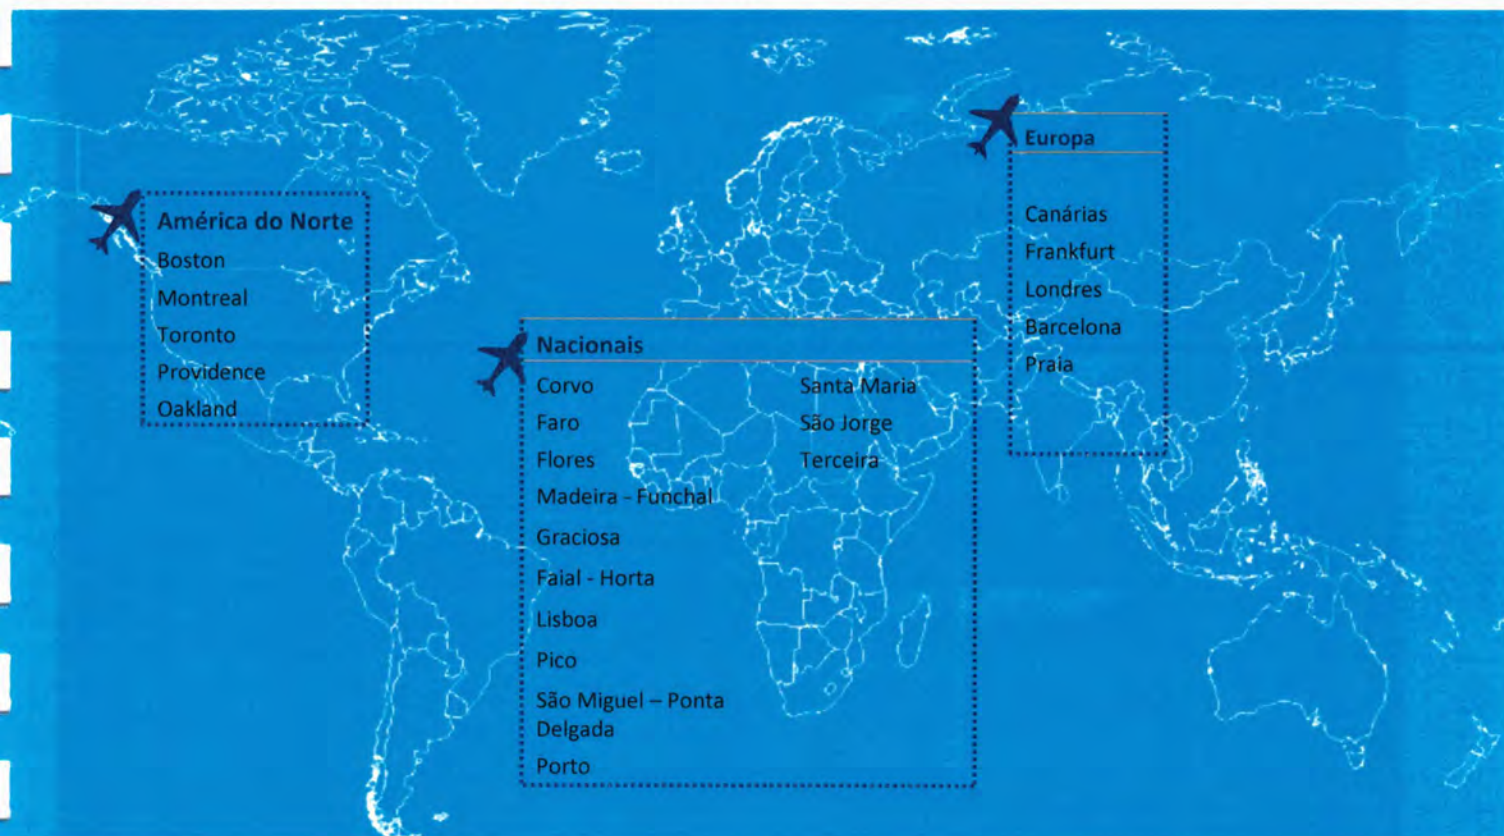 América do Norte
Boston
Montreal
Toronto
Providence
Oakland
Nacionais
Corvo
Faro
Flores
Madeira - Funchal
Graciosa
Faial - Horta
Lisboa
Pico
São Miguel – Ponta
Delgada
Porto
Santa Maria
São Jorge
Terceira
Europa
Canárias
Frankfurt
Londres
Barcelona
Praia